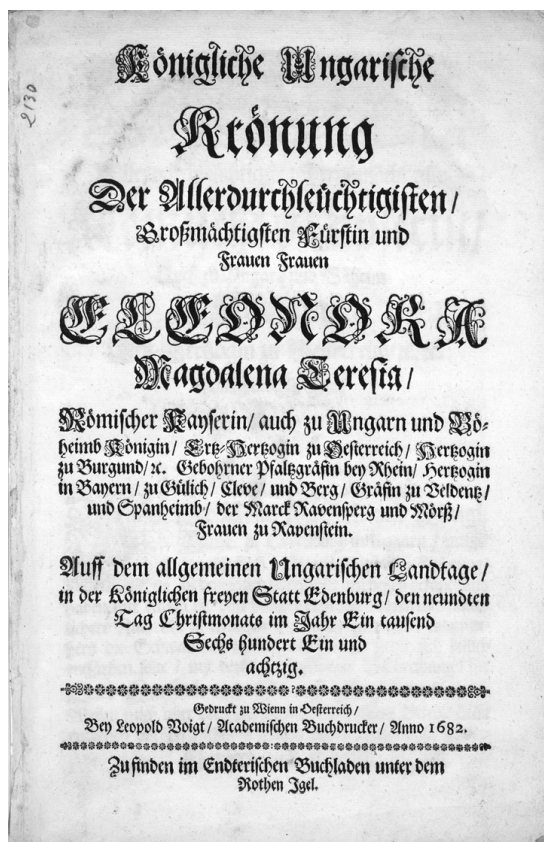 2130
Königliche Ungarische
Krönung
Der Allerdurchleüchtigisten/
Großmächtigsten Fürstin und
Frauen Frauen
ELEONORA
Magdalena Teresia/
Römischer Kayserin/ auch zu Ungarn und Bö-
heimb Königin/ Ertz-Hertzogin zu Oesterreich/ Hertzogin
zu Burgund/ ꝛc. Gebohrner Pfaltzgräfin bey Rhein/ Hertzogin
in Bayern/ zu Gülich/ Cleve/ und Berg/ Gräfin zu Veldentz/
und Spanheimb/ der Marck Ravensperg und Mörß/
Frauen zu Ravenstein.
Auff dem allgemeinen Ungarischen Landtage/
in der Königlichen freyen Statt Edenburg/ den neundten
Tag Christmonats im Jahr Ein tausend
Sechs hundert Ein und
achtzig.
Gedruckt zu Wienn in Oesterreich/
Bey Leopold Voigt/ Academischen Buchdrucker/ Anno 1682.
Zu finden im Endterischen Buchladen unter dem
Rothen Igel.